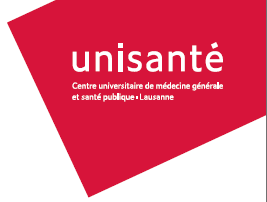 unisanté
Centre universitaire de médecine générale
et santé publique • Lausanne